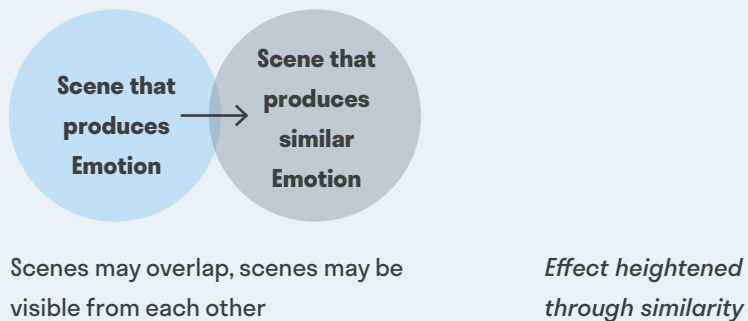 Scene that
produces
Emotion
Scene that
produces
similar
Emotion
Scenes may overlap, scenes may be
visible from each other
Effect heightened
through similarity